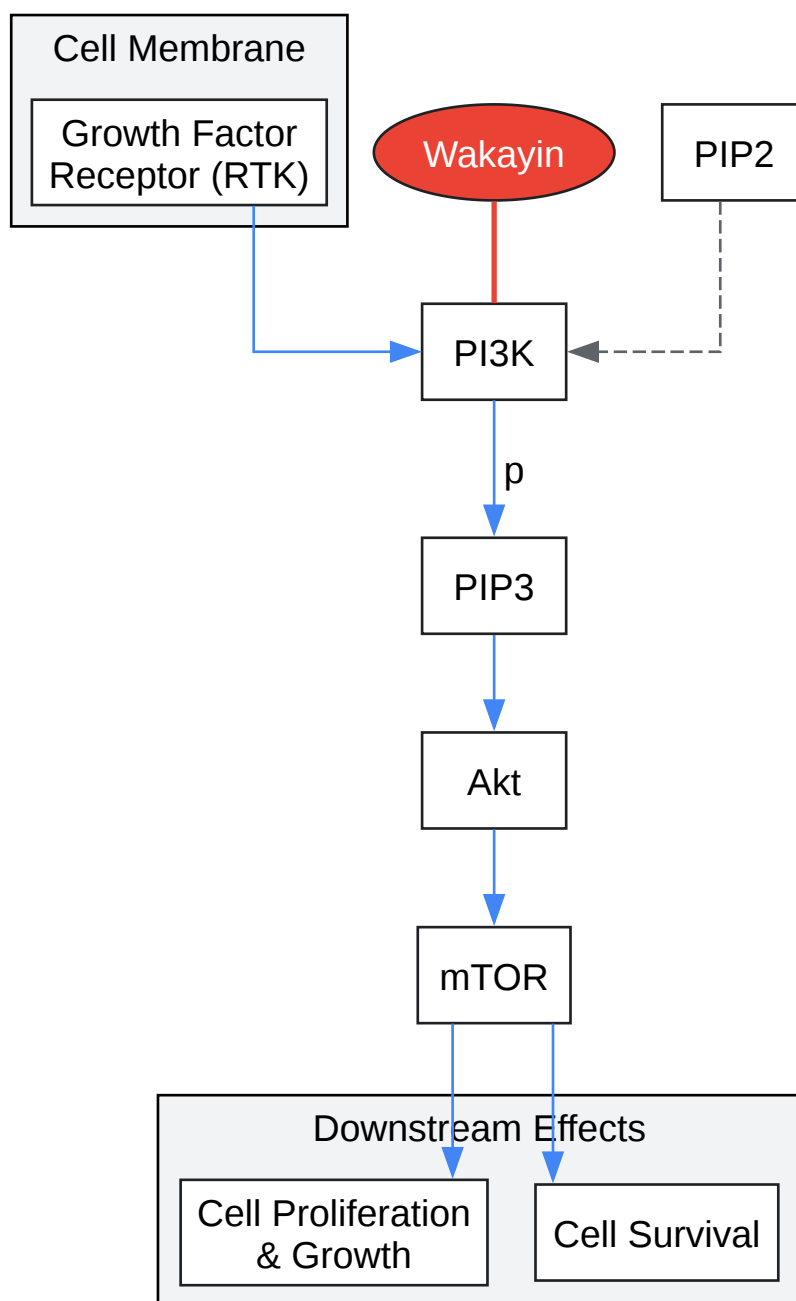 Cell Membrane
Growth Factor
Receptor (RTK)
Wakayin
PIP2
PI3K
p
PIP3
Akt
mTOR
Downstream Effects
Cell Proliferation
& Growth
Cell Survival